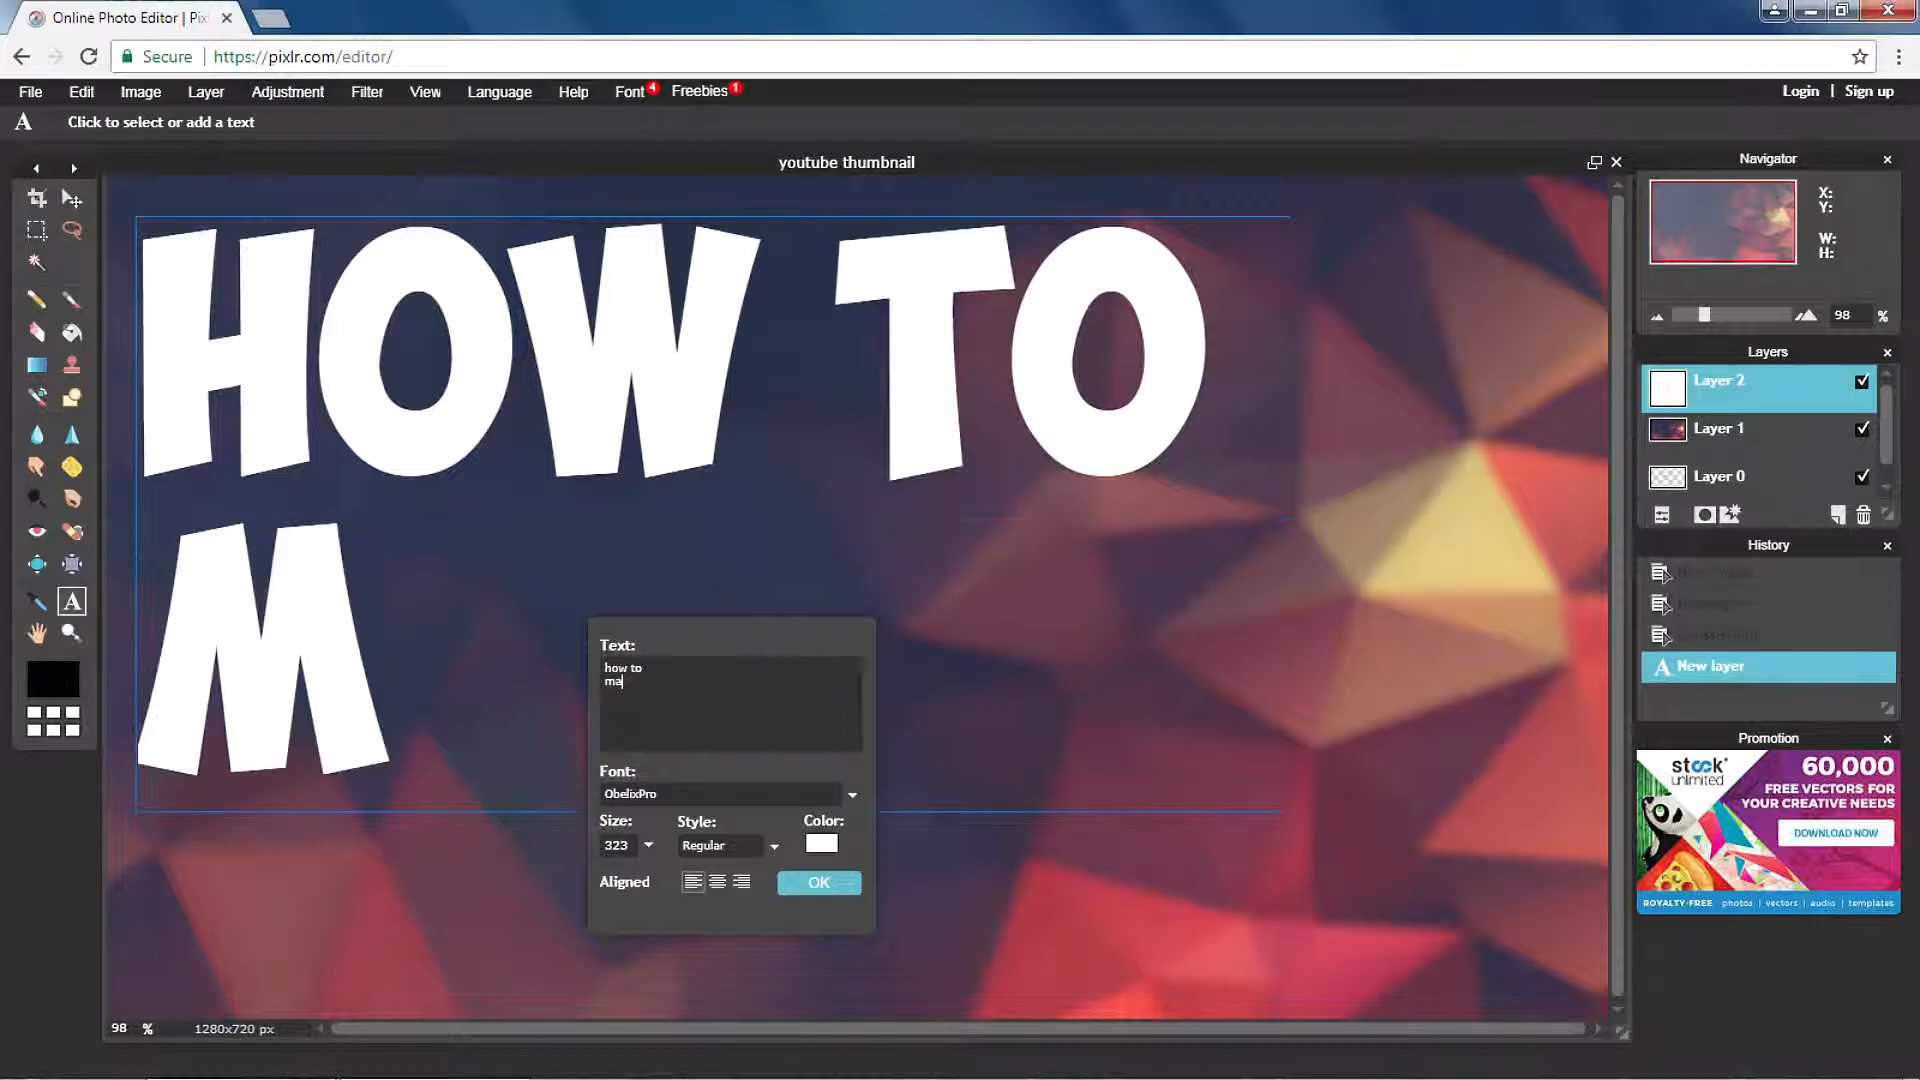 Online Photo Editor | Pix
Secure
https://pixlr.com/editor/
File Edit Image Layer Adjustment Filter View Language Help Font 4 Freebies 1
Login | Sign up
A Click to select or add a text
youtube thumbnail
HOW TO
M
Text:
how to
ma
Font:
ObelixPro
Size: Style: Color:
323 Regular
Aligned
OK
98 % 1280x720 px
A
Navigator
X:
Y:
W:
H:
98 %
Layers
Layer 2
Layer 1
Layer 0
History
A New layer
Promotion
stock
unlimited
60,000
FREE VECTORS FOR
YOUR CREATIVE NEEDS
DOWNLOAD NOW
ROYALTY-FREE photos | vectors | audio | templates